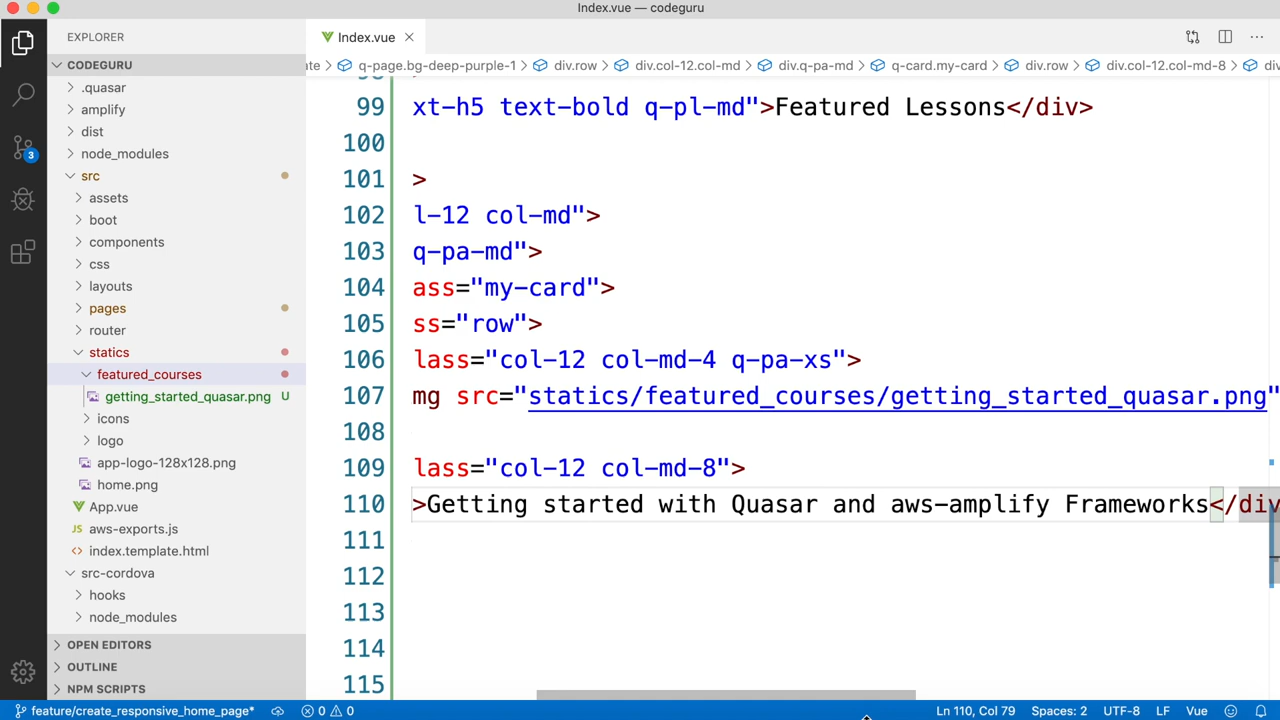 Index.vue — codeguru
EXPLORER
Index.vue
CODEGURU
te > q-page.bg-deep-purple-1 > div.row > div.col-12.col-md > div.q-pa-md > q-card.my-card > div.row > div.col-12.col-md-8 > div
.quasar
amplify
dist
node_modules
src
assets
boot
components
css
layouts
pages
router
statics
featured_courses
getting_started_quasar.png U
icons
logo
app-logo-128x128.png
home.png
App.vue
JS aws-exports.js
<> index.template.html
src-cordova
hooks
node_modules
OPEN EDITORS
OUTLINE
NPM SCRIPTS
3
99 xt-h5 text-bold q-pl-md">Featured Lessons</div>
100
101 >
102 l-12 col-md">
103 q-pa-md">
104 ass="my-card">
105 ss="row">
106 lass="col-12 col-md-4 q-pa-xs">
107 mg src="statics/featured_courses/getting_started_quasar.png"
108
109 lass="col-12 col-md-8">
110 >Getting started with Quasar and aws-amplify Frameworks</div
111
112
113
114
115
feature/create_responsive_home_page* 0 0 Ln 110, Col 79 Spaces: 2 UTF-8 LF Vue